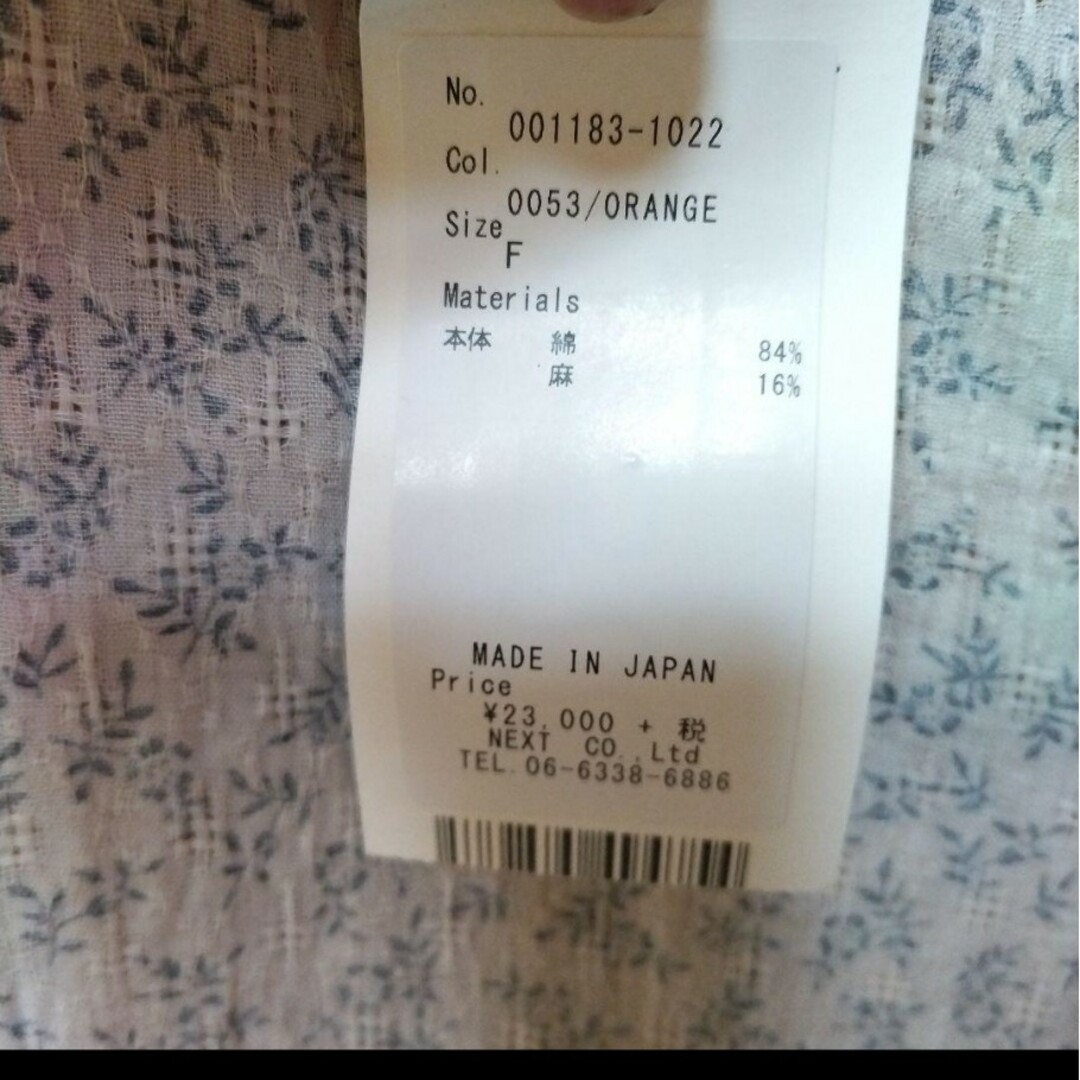 No.
001183-1022
Col.
0053/ORANGE
Size
F
Materials
本体 綿 84%
麻 16%
MADE IN JAPAN
Price
¥23,000 + 税
NEXT CO.,Ltd
TEL.06-6338-6886